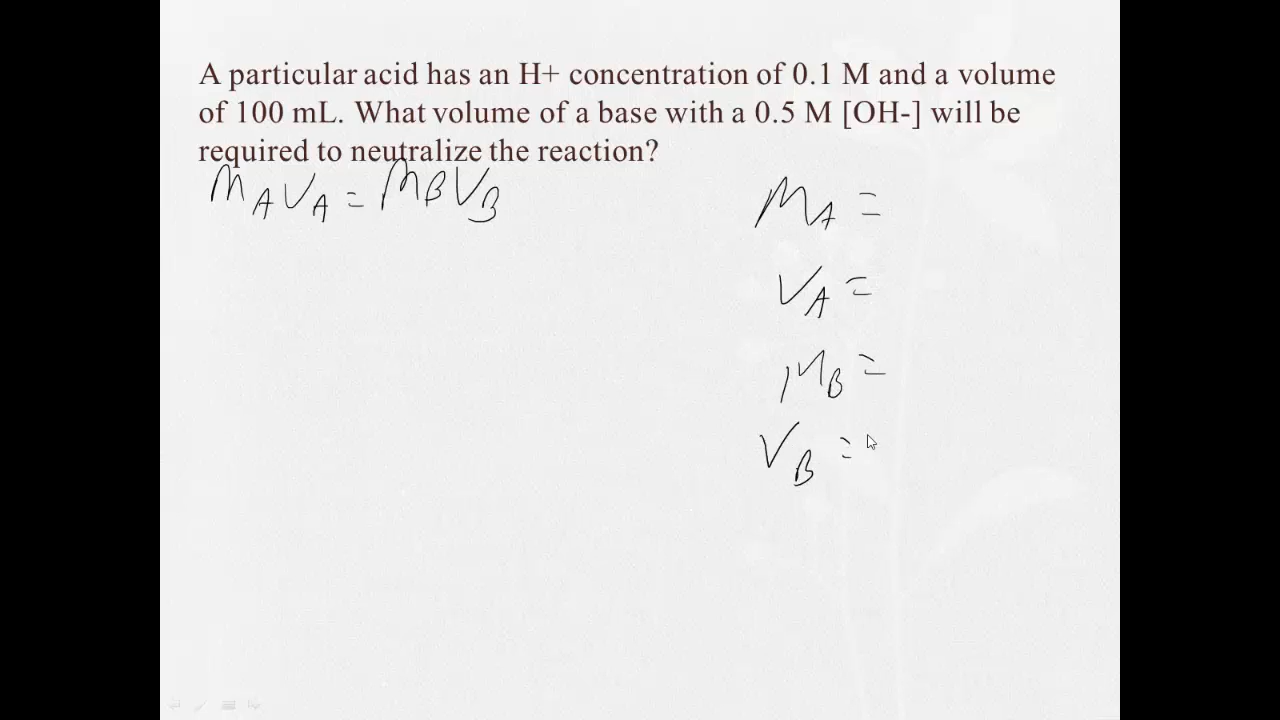 A particular acid has an H+ concentration of 0.1 M and a volume
of 100 mL. What volume of a base with a 0.5 M [OH-] will be
required to neutralize the reaction?
MAVA = MBVB
MA =
VA =
MB =
VB =